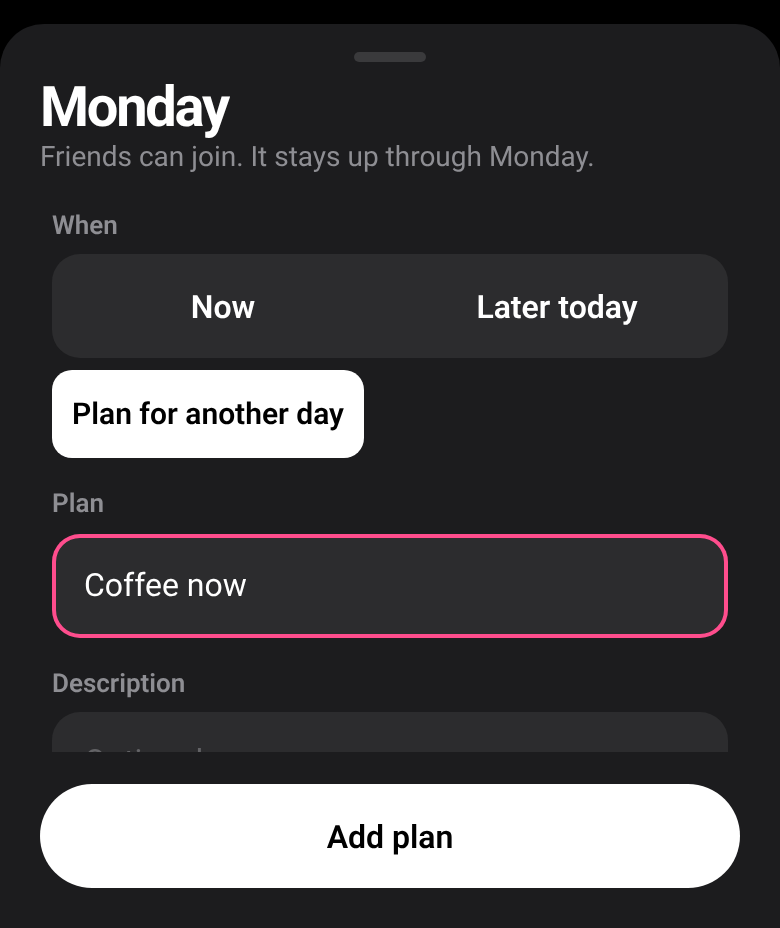 Monday
Friends can join. It stays up through Monday.
When
Now
Later today
Plan for another day
Plan
Coffee now
Description
Add plan